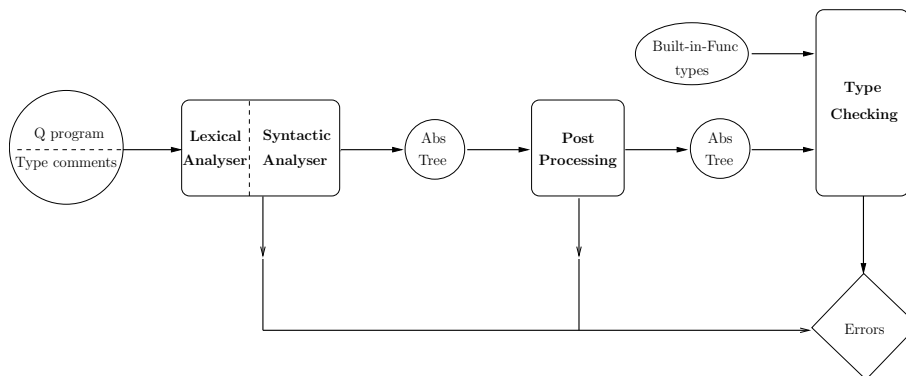 Built-in-Func
types
Type
Checking
Q program
Type comments
Lexical
Analyser
Syntactic
Analyser
Abs
Tree
Post
Processing
Abs
Tree
Errors